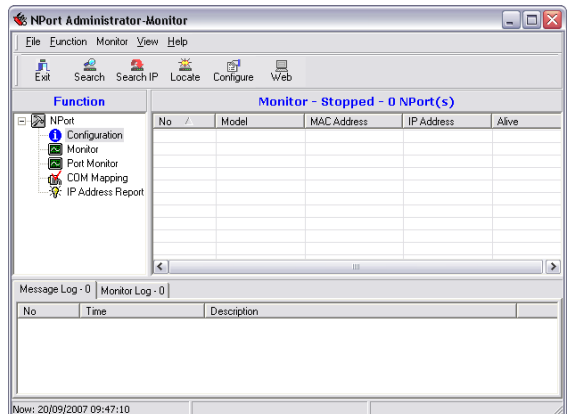 NPort Administrator-Monitor
File Function Monitor View Help
Exit Search Search IP Locate Configure Web
Function
Monitor - Stopped - 0 NPort(s)
NPort
Configuration
Monitor
Port Monitor
COM Mapping
IP Address Report
No Model MAC Address IP Address Alive
Message Log - 0 Monitor Log - 0
No Time Description
Now: 20/09/2007 09:47:10